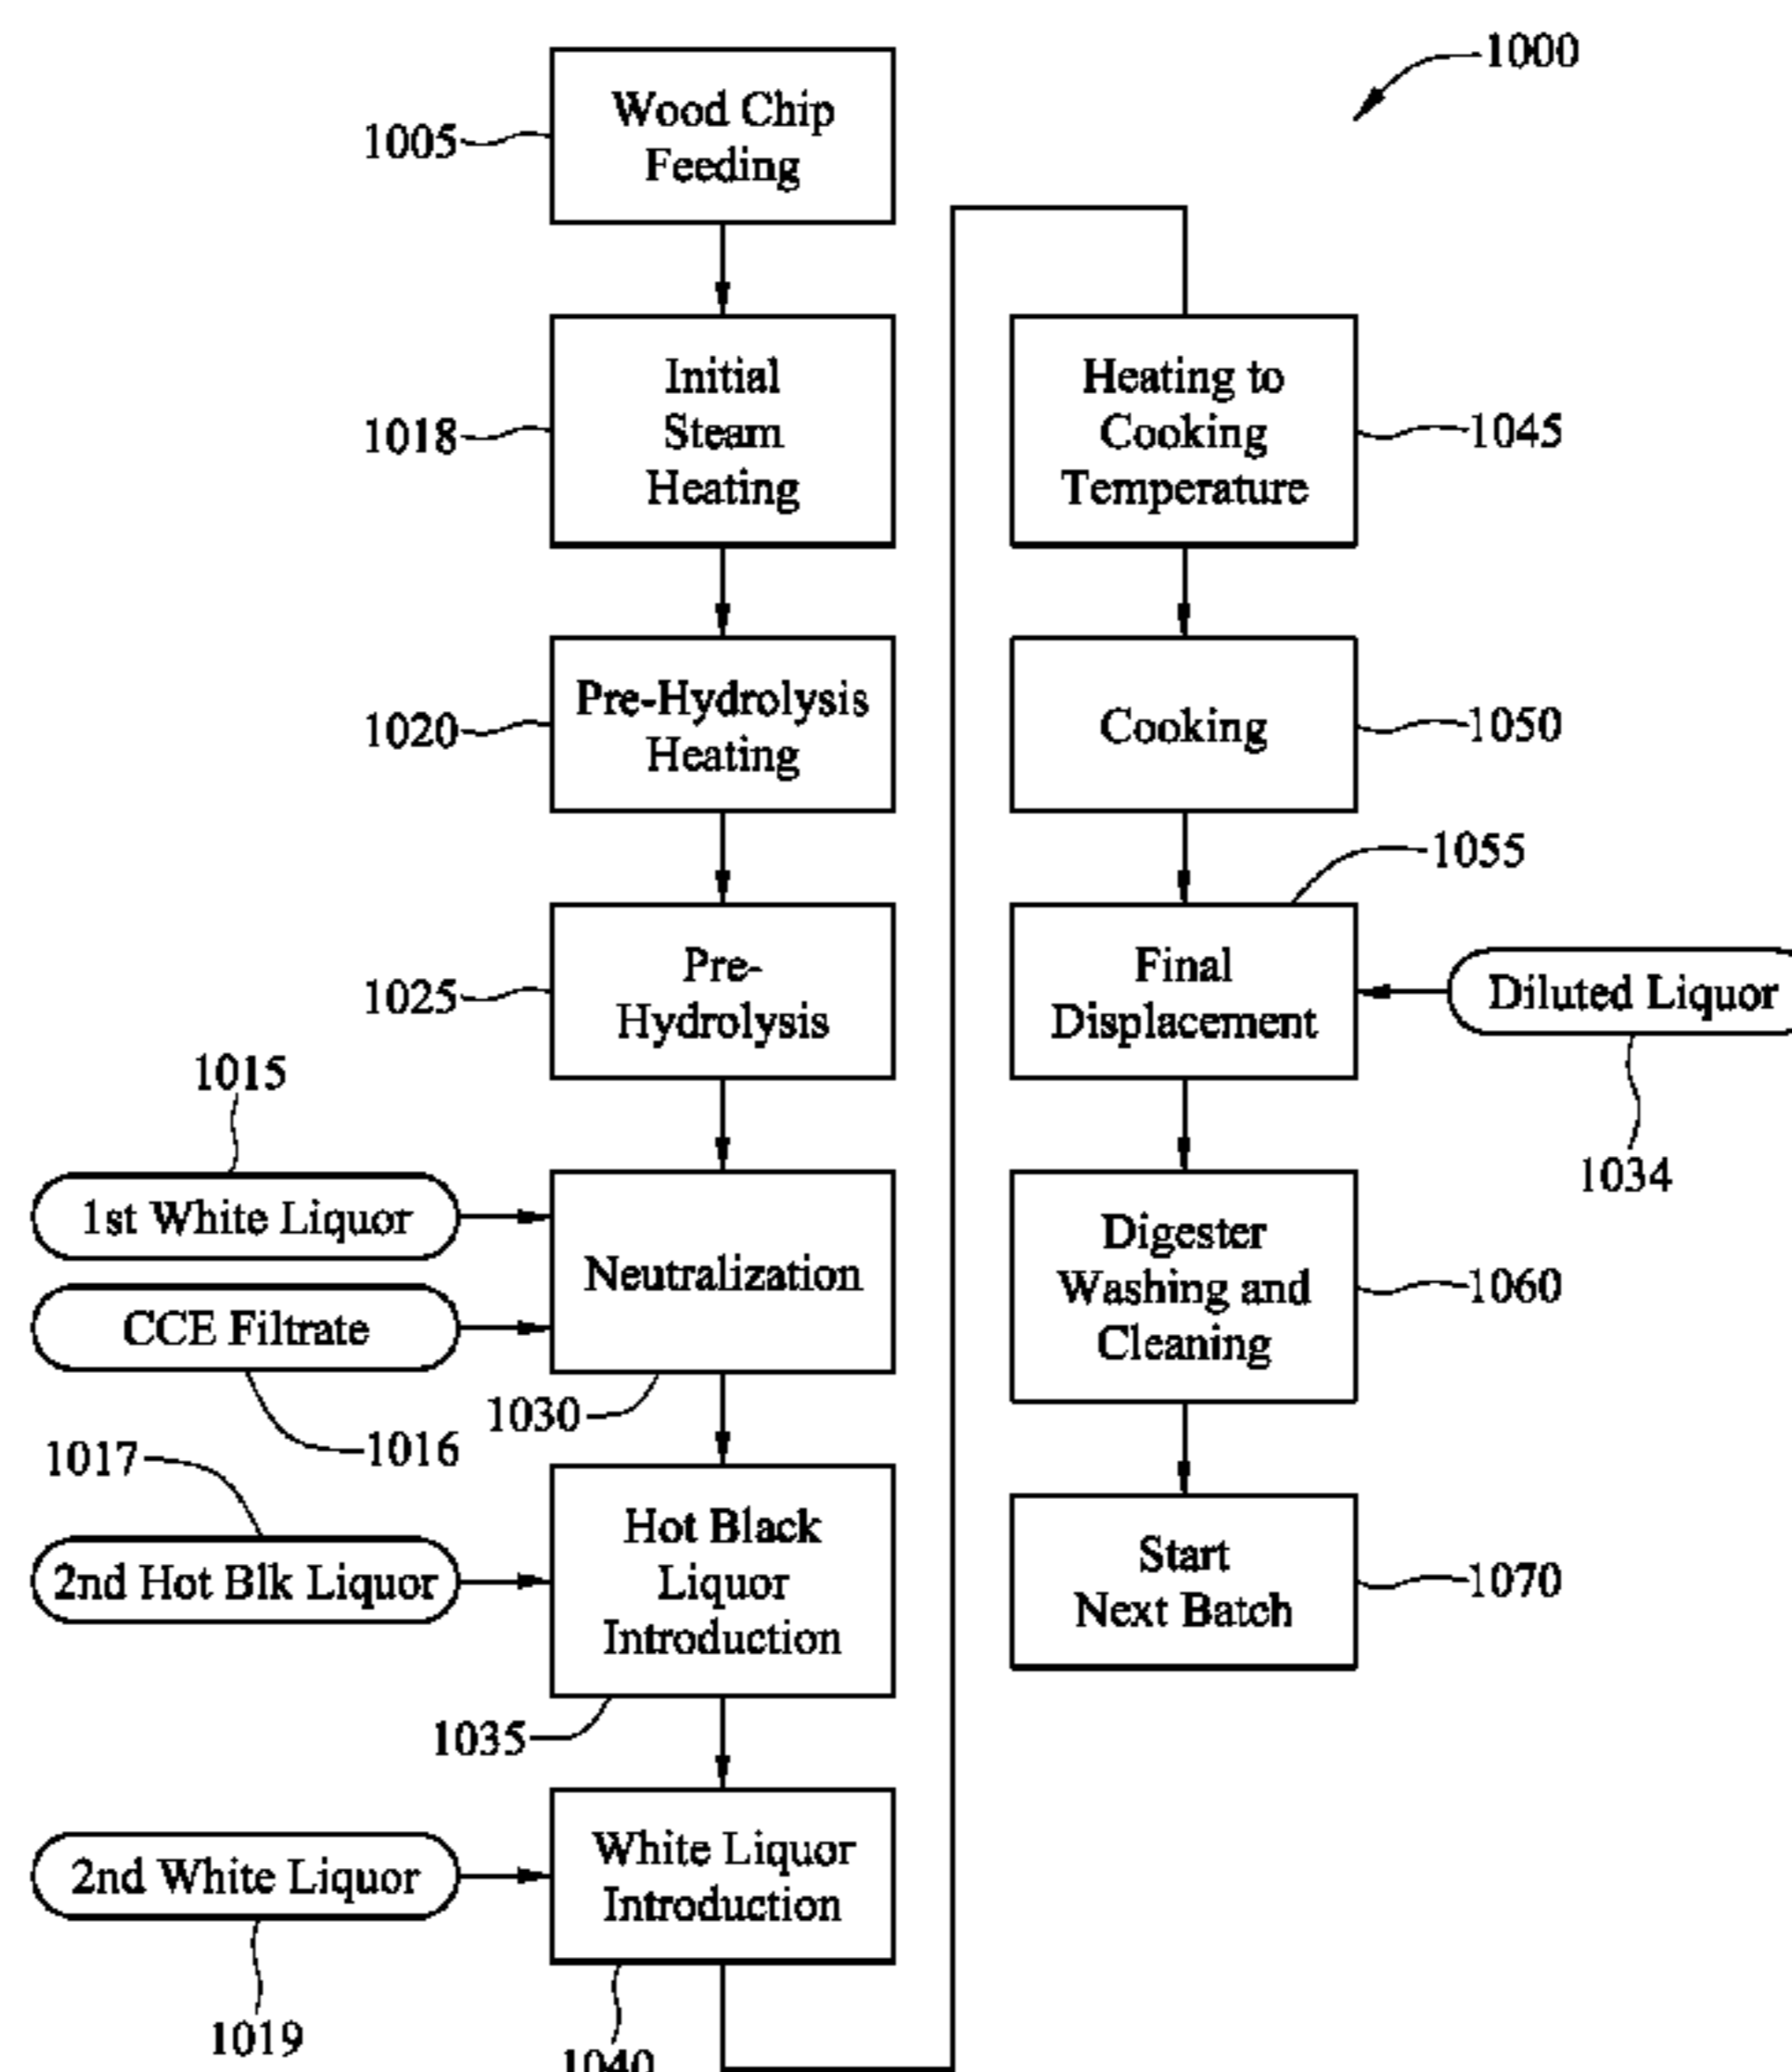 1000
1005
Wood Chip
Feeding
1018
Initial
Steam
Heating
1020
Pre-Hydrolysis
Heating
1025
Pre-
Hydrolysis
1015
1st White Liquor
CCE Filtrate
1016
Neutralization
1030
1017
2nd Hot Blk Liquor
Hot Black
Liquor
Introduction
1035
2nd White Liquor
1019
White Liquor
Introduction
1040
Heating to
Cooking
Temperature
1045
Cooking
1050
1055
Final
Displacement
Diluted Liquor
1034
Digester
Washing and
Cleaning
1060
Start
Next Batch
1070